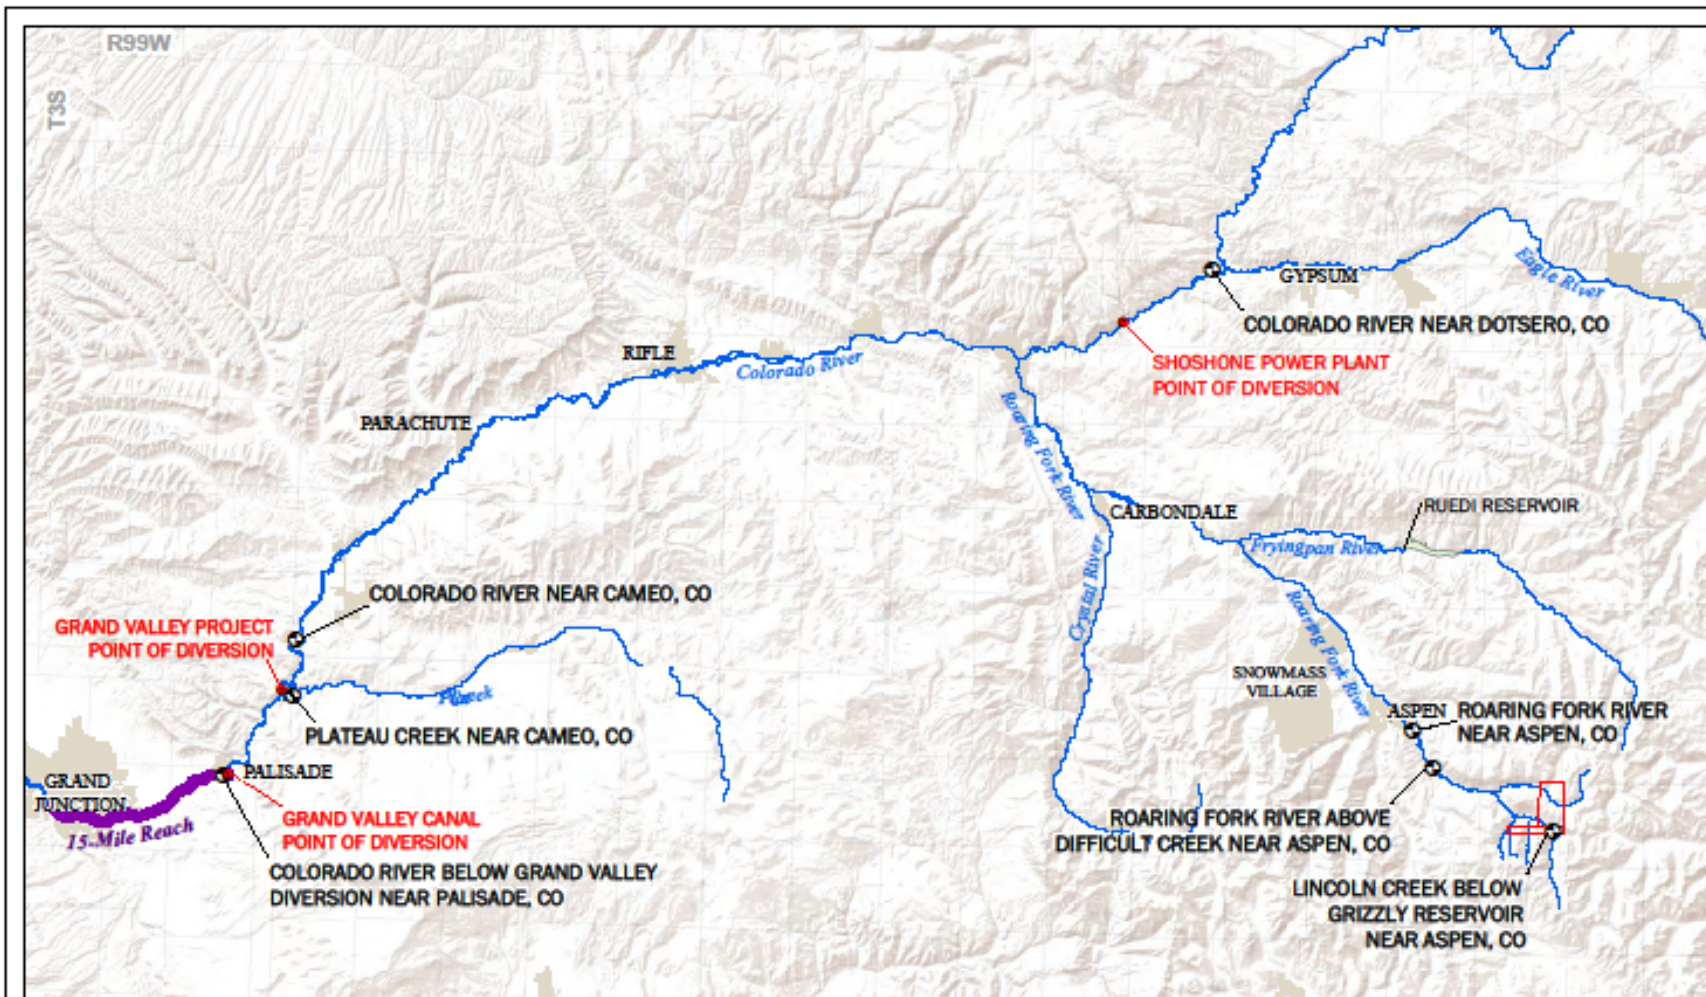 R99W
T3S
Eagle River
GYPSUM
COLORADO RIVER NEAR DOTSERO, CO
RIFLE
Colorado River
SHOSHONE POWER PLANT
POINT OF DIVERSION
PARACHUTE
Roaring Fork River
CARBONDALE
RUEDI RESERVOIR
Fryingpan River
Crystal River
COLORADO RIVER NEAR CAMEO, CO
GRAND VALLEY PROJECT
POINT OF DIVERSION
Roaring Fork River
SNOWMASS
VILLAGE
PLATEAU CREEK NEAR CAMEO, CO
ASPEN
ROARING FORK RIVER
NEAR ASPEN, CO
GRAND
JUNCTION
PALISADE
15-Mile Reach
GRAND VALLEY CANAL
POINT OF DIVERSION
ROARING FORK RIVER ABOVE
DIFFICULT CREEK NEAR ASPEN, CO
COLORADO RIVER BELOW GRAND VALLEY
DIVERSION NEAR PALISADE, CO
LINCOLN CREEK BELOW
GRIZZLY RESERVOIR
NEAR ASPEN, CO